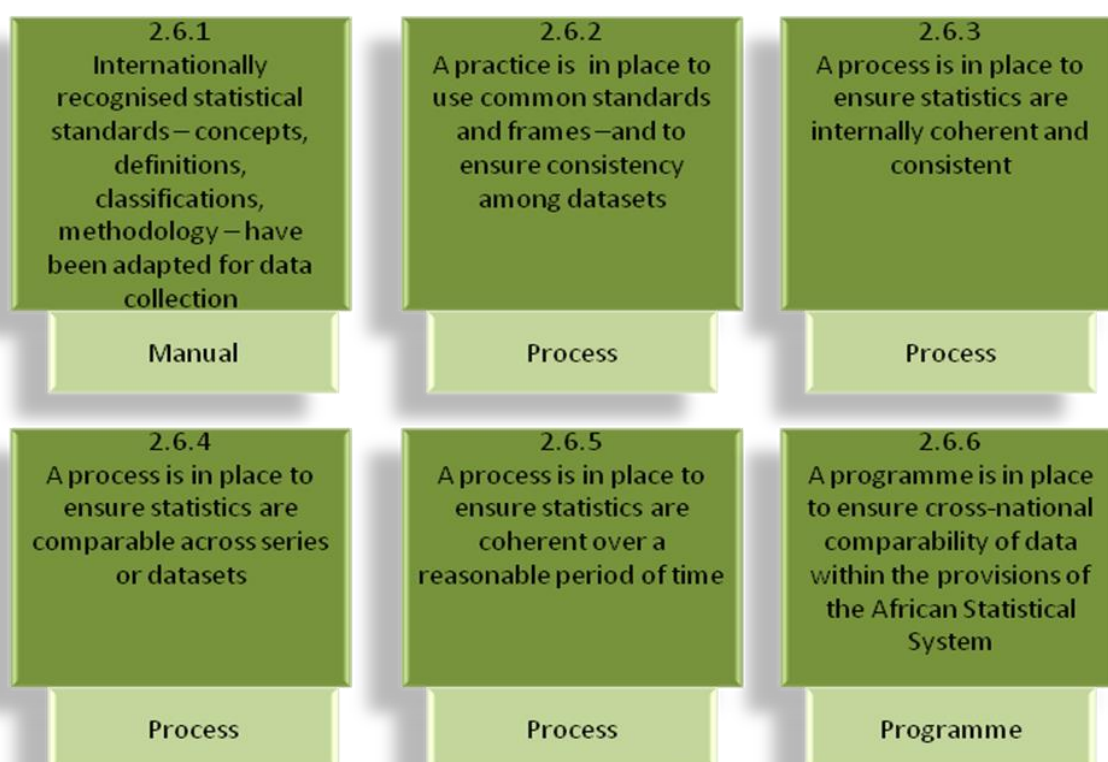 2.6.1
Internationally
recognised statistical
standards – concepts,
definitions,
classifications,
methodology – have
been adapted for data
collection
Manual
2.6.2
A practice is in place to
use common standards
and frames –and to
ensure consistency
among datasets
Process
2.6.3
A process is in place to
ensure statistics are
internally coherent and
consistent
Process
2.6.4
A process is in place to
ensure statistics are
comparable across series
or datasets
Process
2.6.5
A process is in place to
ensure statistics are
coherent over a
reasonable period of time
Process
2.6.6
A programme is in place
to ensure cross-national
comparability of data
within the provisions of
the African Statistical
System
Programme